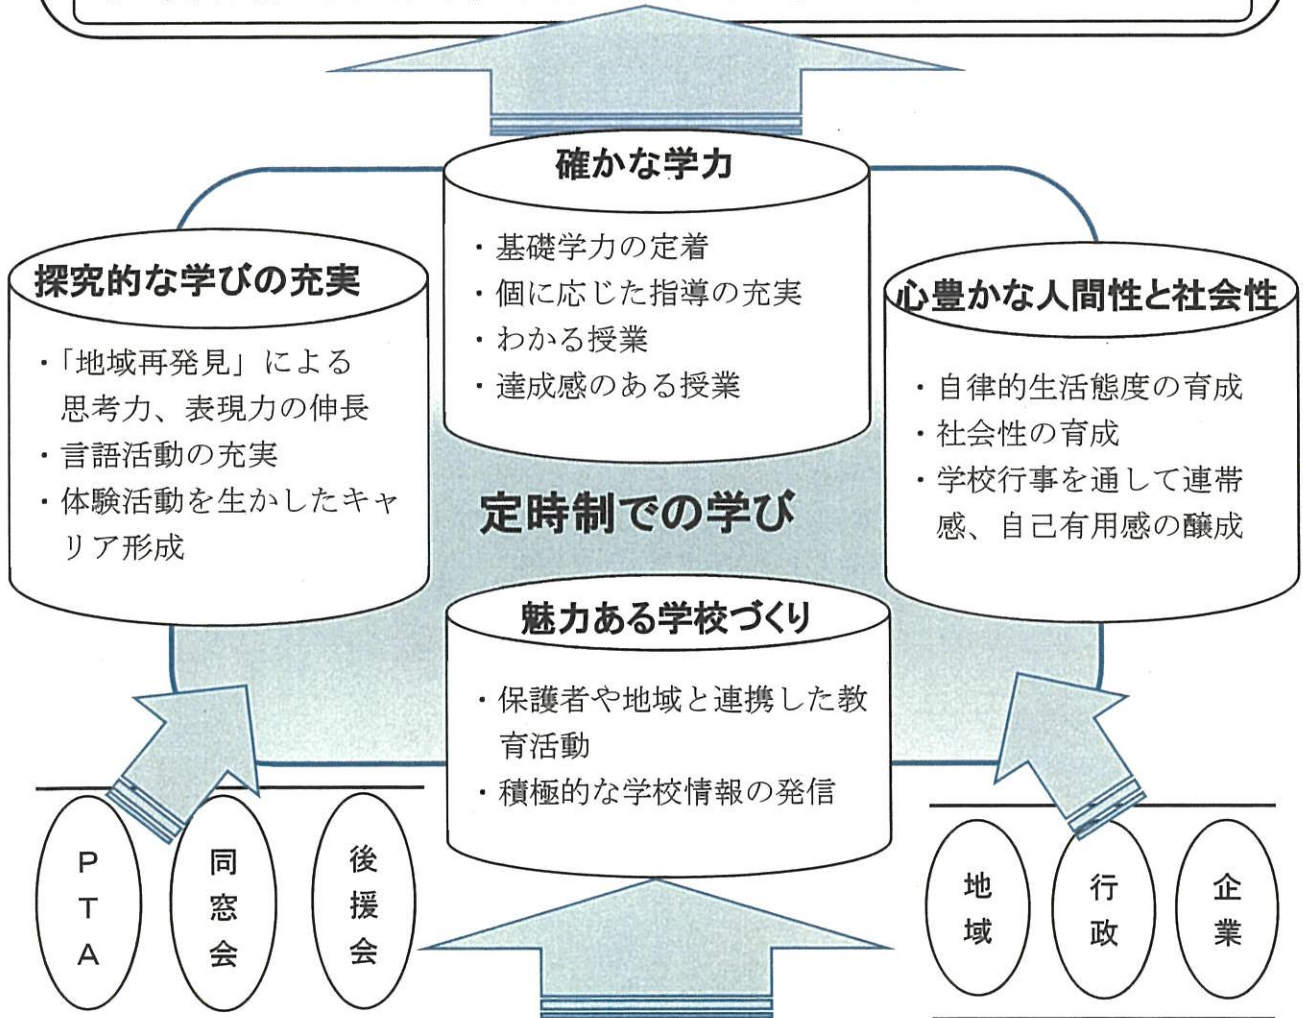 確かな学力
・基礎学力の定着
・個に応じた指導の充実
・わかる授業
・達成感のある授業
探究的な学びの充実
・「地域再発見」による
思考力、表現力の伸長
・言語活動の充実
・体験活動を生かしたキャ
リア形成
心豊かな人間性と社会性
・自律的生活態度の育成
・社会性の育成
・学校行事を通して連帯
感、自己有用感の醸成
定時制での学び
魅力ある学校づくり
・保護者や地域と連携した教
育活動
・積極的な学校情報の発信
PTA
同窓会
後援会
地域
行政
企業